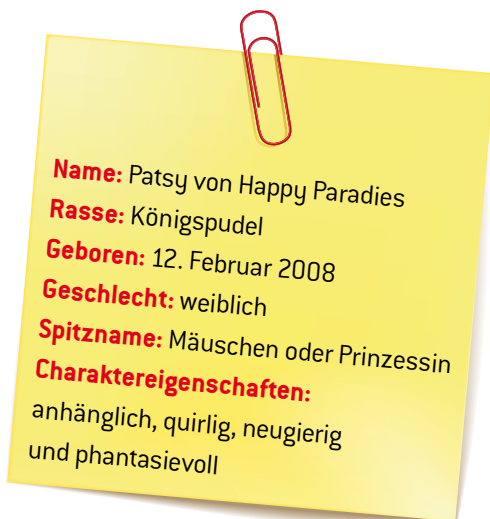 Name: Patsy von Happy Paradies
Rasse: Königspudel
Geboren: 12. Februar 2008
Geschlecht: weiblich
Spitzname: Mäuschen oder Prinzessin
Charaktereigenschaften:
anhänglich, quirlig, neugierig
und phantasievoll